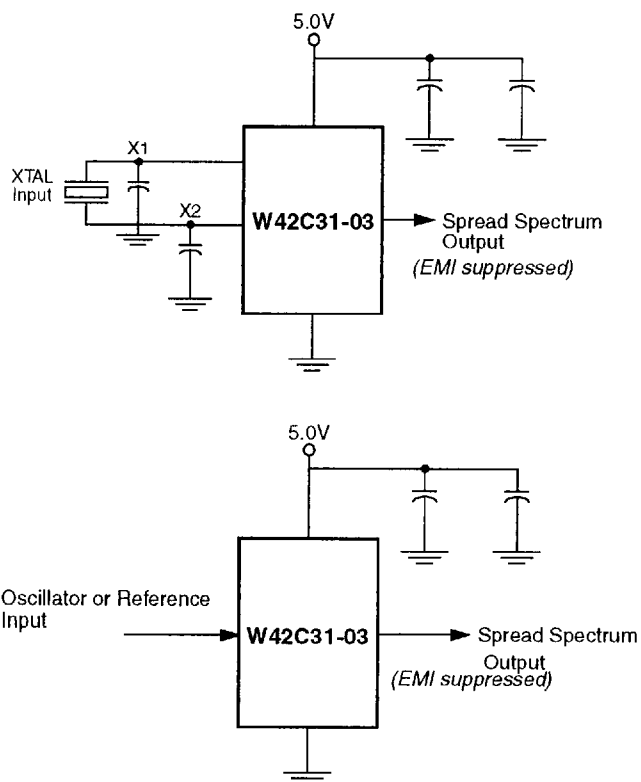 5.0V
X1
XTAL
Input
X2
W42C31-03
Spread Spectrum
Output
(EMI suppressed)
5.0V
Oscillator or Reference
Input
W42C31-03
Spread Spectrum
Output
(EMI suppressed)